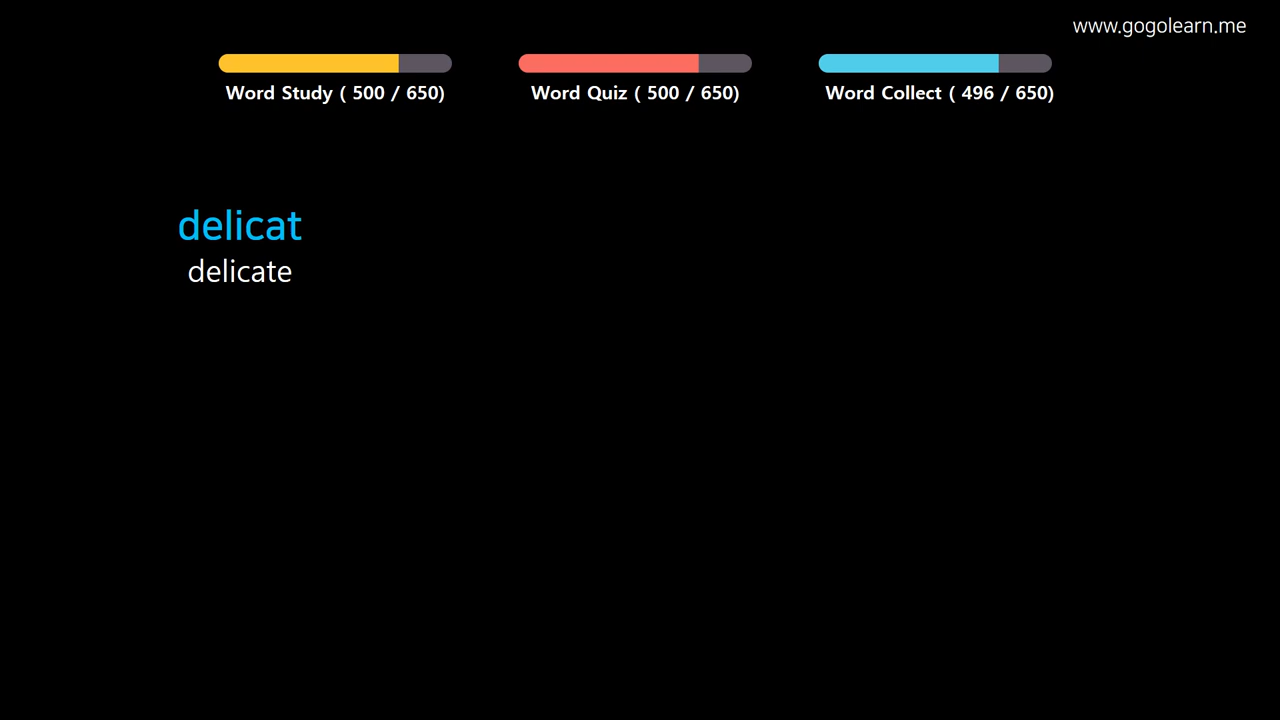 www.gogolearn.me
Word Study ( 500 / 650)
Word Quiz ( 500 / 650)
Word Collect ( 496 / 650)
delicat
delicate